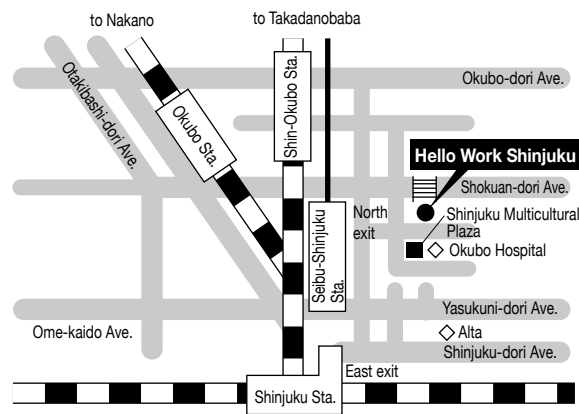 to Nakano
to Takadanobaba
Otakibashi-dori Ave.
Okubo Sta.
Shin-Okubo Sta.
Okubo-dori Ave.
Hello Work Shinjuku
Shokuan-dori Ave.
North
exit
Seibu-Shinjuku
Sta.
Shinjuku Multicultural
Plaza
Okubo Hospital
Yasukuni-dori Ave.
Ome-kaido Ave.
Alta
Shinjuku-dori Ave.
East exit
Shinjuku Sta.